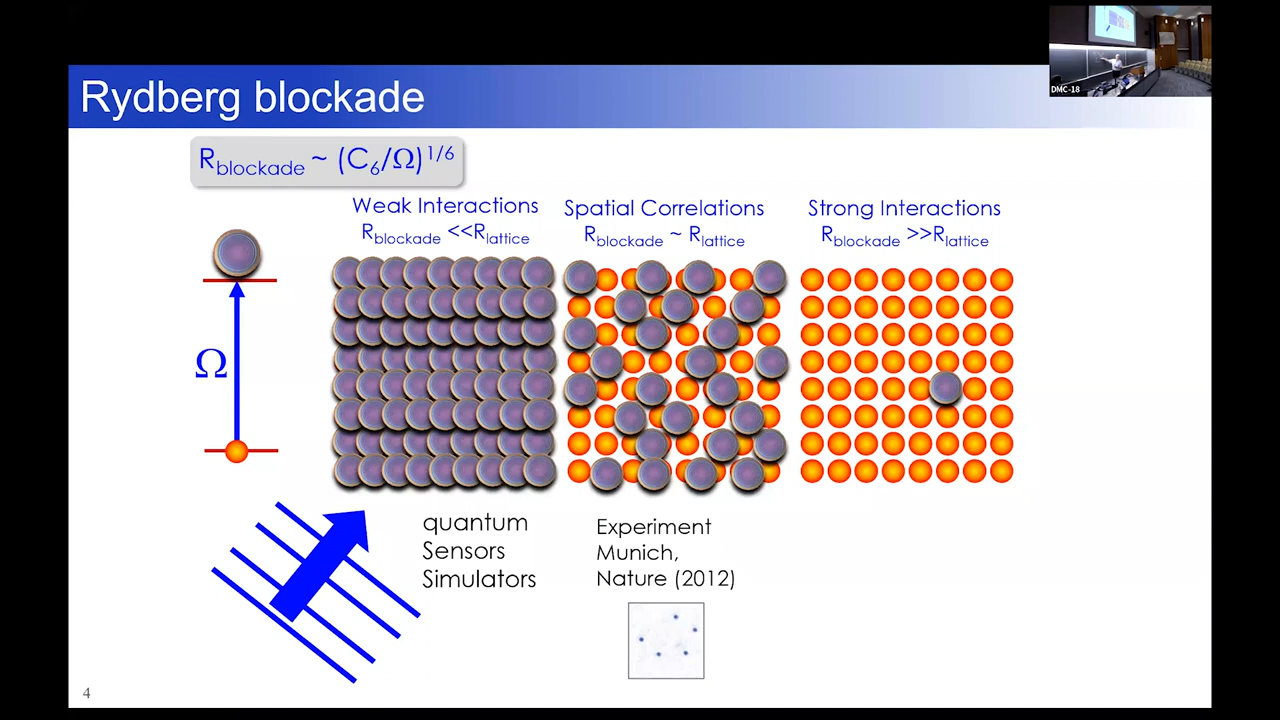 DMC-18
Rydberg blockade
R_blockade ~ (C_6/Ω)^1/6
Weak Interactions
R_blockade <<R_lattice
Spatial Correlations
R_blockade ~ R_lattice
Strong Interactions
R_blockade >>R_lattice
Ω
quantum
Sensors
Simulators
Experiment
Munich,
Nature (2012)
4